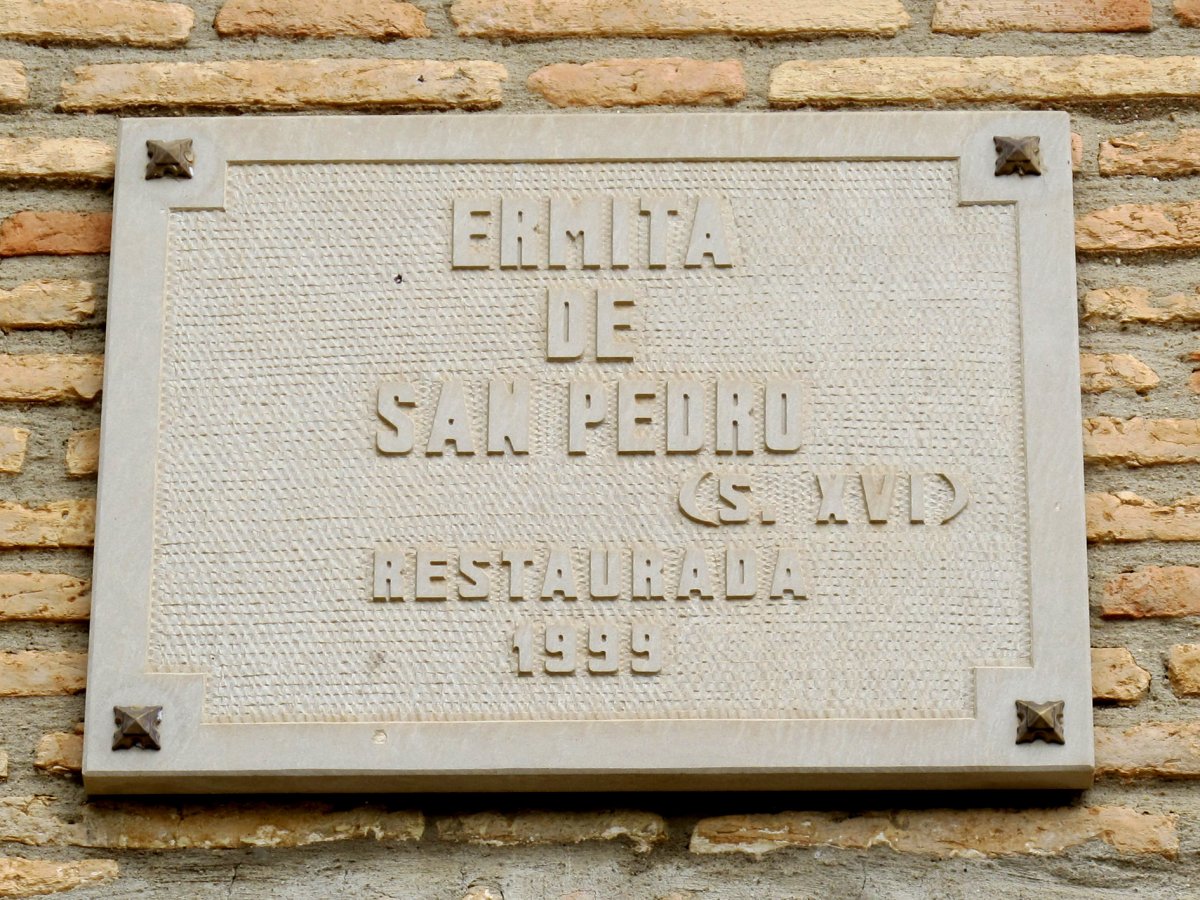 ERMITA
DE
SAN PEDRO
(S. XVI)
RESTAURADA
1999